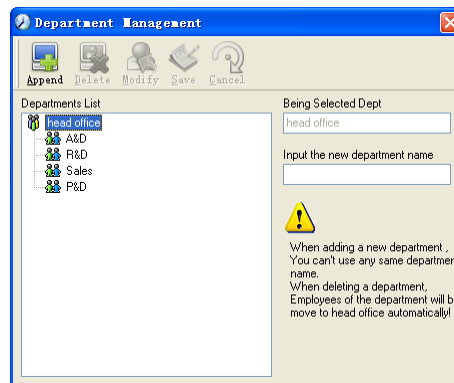 Department Management
Append Delete Modify Save Cancel
Departments List
head office
A&D
R&D
Sales
P&D
Being Selected Dept
head office
Input the new department name
When adding a new department ,
You can't use any same departmer
name.
When deleting a department,
Employees of the department will b
move to head office automatically!